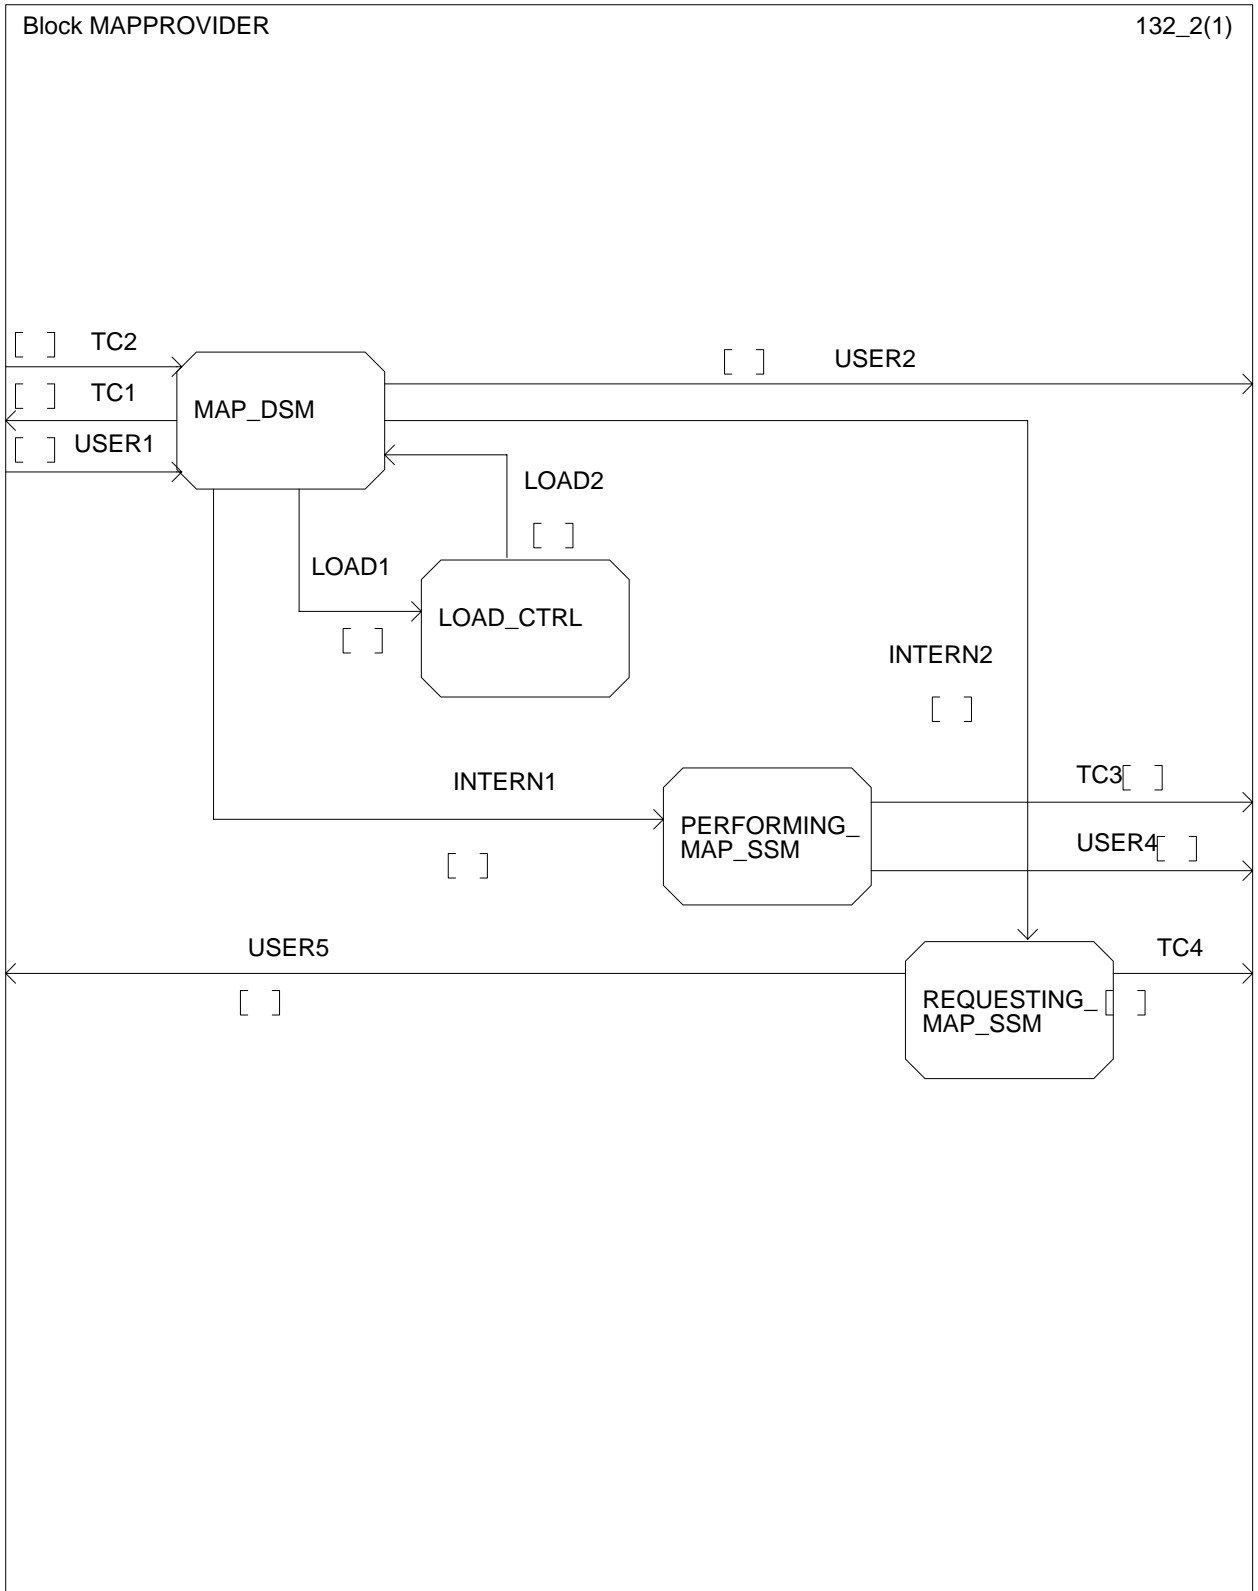 Block MAPPROVIDER
132_2(1)
[ ] TC2
[ ] USER2
[ ] TC1
MAP_DSM
[ ] USER1
LOAD2
[ ]
LOAD1
LOAD_CTRL
[ ]
INTERN2
[ ]
INTERN1
TC3[ ]
PERFORMING_
MAP_SSM
USER4[ ]
[ ]
USER5
TC4
[ ]
REQUESTING_
MAP_SSM
[ ]